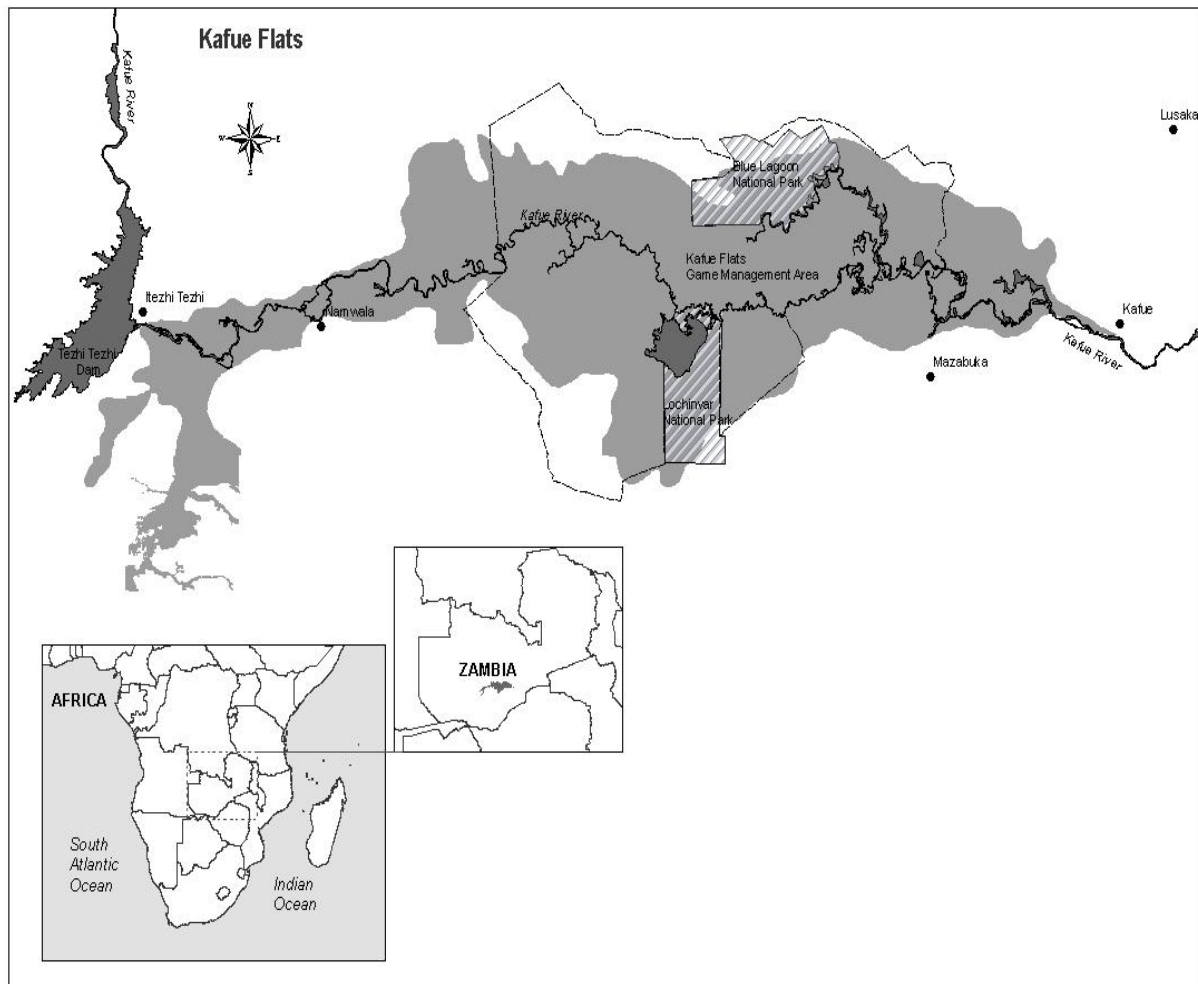 Kafue Flats
Kafue River
N
W
E
S
Lusaka
Blue Lagoon
National Park
Kafue River
Kafue Flats
Game Management Area
Itezhi Tezhi
Namwala
Kafue
Tezhi Tezhi
Dam
Kafue River
Mazabuka
Lochinvar
National Park
ZAMBIA
AFRICA
South
Atlantic
Ocean
Indian
Ocean